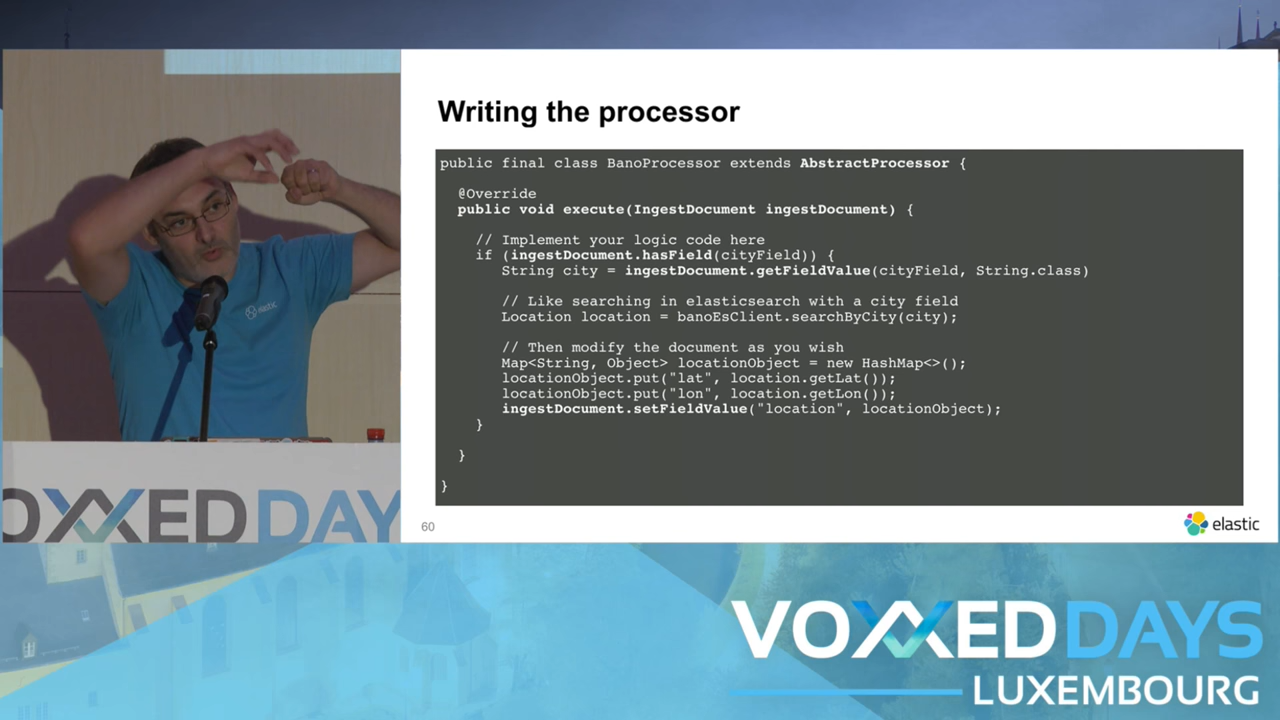 Writing the processor
public final class BanoProcessor extends AbstractProcessor {
@Override
public void execute(IngestDocument ingestDocument) {
// Implement your logic code here
if (ingestDocument.hasField(cityField)) {
String city = ingestDocument.getFieldValue(cityField, String.class)
// Like searching in elasticsearch with a city field
Location location = banoEsClient.searchByCity(city);
// Then modify the document as you wish
Map<String, Object> locationObject = new HashMap<>();
locationObject.put("lat", location.getLat());
locationObject.put("lon", location.getLon());
ingestDocument.setFieldValue("location", locationObject);
}
}
}
60
elastic
elastic
OXXED DAYS
VOXXED DAYS
LUXEMBOURG